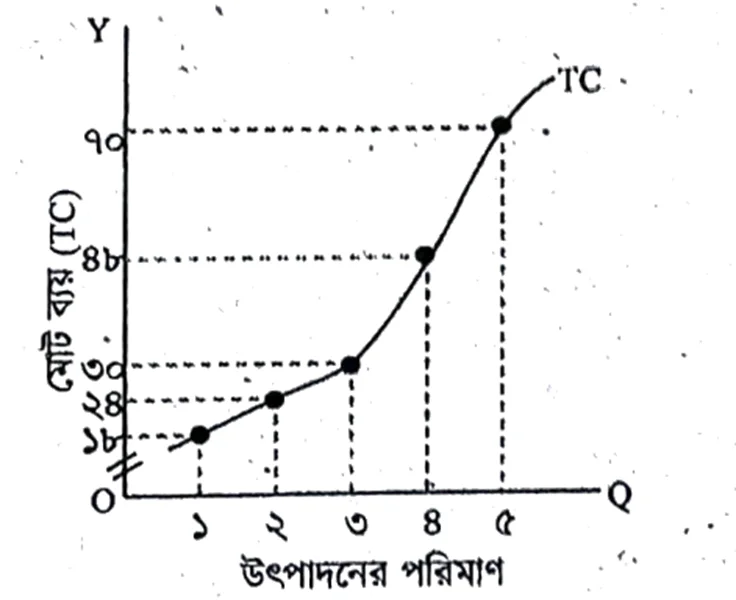 Y
TC
৭০
৪৮
৩০
২৪
১৮
মোট ব্যয় (TC)
O
Q
১ ২ ৩ ৪ ৫
উৎপাদনের পরিমাণ